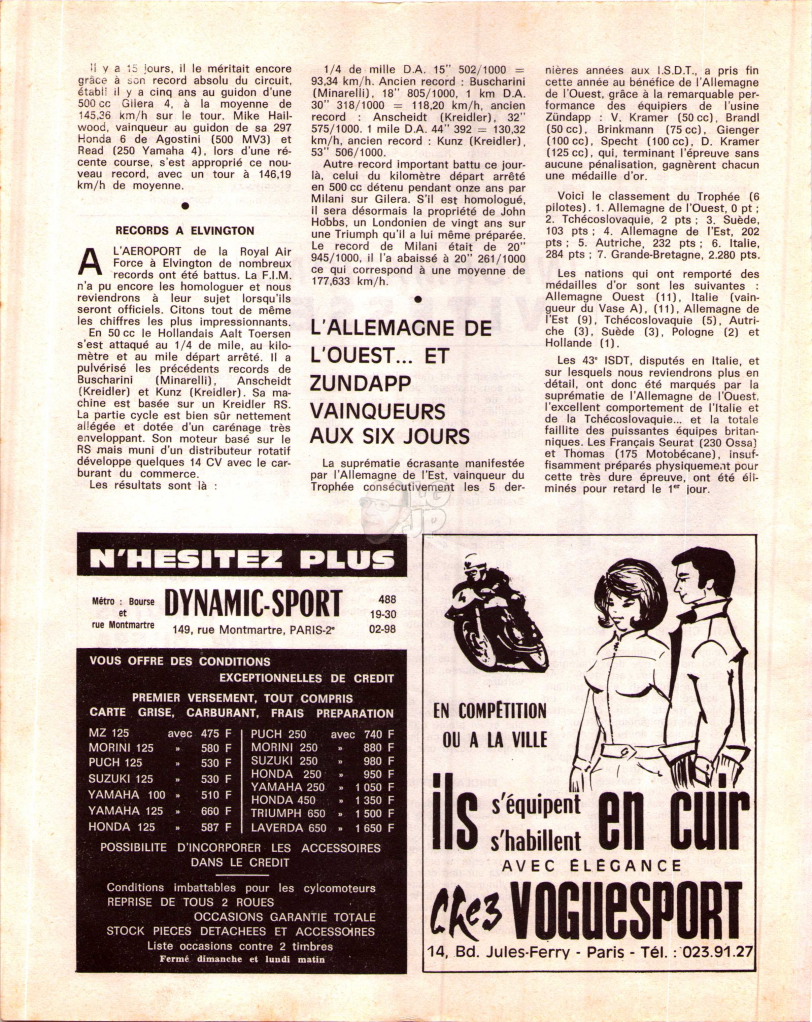 Il y a 15 jours, il le méritait encore
grâce à son record absolu du circuit,
établi il y a cinq ans au guidon d'une
500 cc Gilera 4, à la moyenne de
145,36 km/h sur le tour. Mike Hail-
wood, vainqueur au guidon de sa 297
Honda 6 de Agostini (500 MV3) et
Read (250 Yamaha 4), lors d'une ré-
cente course, s'est approprié ce nou-
veau record, avec un tour à 146,19
km/h de moyenne.
●
RECORDS A ELVINGTON
A L'AEROPORT de la Royal Air
Force à Elvington de nombreux
records ont été battus. La F.I.M.
n'a pu encore les homologuer et nous
reviendrons à leur sujet lorsqu'ils
seront officiels. Citons tout de même
les chiffres les plus impressionnants.
En 50 cc le Hollandais Aalt Toersen
s'est attaqué au 1/4 de mile, au kilo-
mètre et au mile départ arrêté. Il a
pulvérisé les précédents records de
Buscharini (Minarelli), Anscheidt
(Kreidler) et Kunz (Kreidler). Sa ma-
chine est basée sur un Kreidler RS.
La partie cycle est bien sûr nettement
allégée et dotée d'un carénage très
enveloppant. Son moteur basé sur le
RS mais muni d'un distributeur rotatif
développe quelques 14 CV avec le car-
burant du commerce.
Les résultats sont là :
1/4 de mille D.A. 15" 502/1000 =
93,34 km/h. Ancien record : Buscharini
(Minarelli), 18" 805/1000, 1 km D.A.
30" 318/1000 = 118,20 km/h, ancien
record : Anscheidt (Kreidler), 32"
575/1000. 1 mile D.A. 44" 392 = 130,32
km/h, ancien record : Kunz (Kreidler),
53" 506/1000.
Autre record important battu ce jour-
là, celui du kilomètre départ arrêté
en 500 cc détenu pendant onze ans par
Milani sur Gilera. S'il est homologué,
il sera désormais la propriété de John
Hobbs, un Londonien de vingt ans sur
une Triumph qu'il a lui même préparée.
Le record de Milani était de 20"
945/1000, il l'a abaissé à 20" 261/1000
ce qui correspond à une moyenne de
177,633 km/h.
●
L'ALLEMAGNE DE
L'OUEST... ET
ZUNDAPP
VAINQUEURS
AUX SIX JOURS
La suprématie écrasante manifestée
par l'Allemagne de l'Est, vainqueur du
Trophée consécutivement les 5 der-
nières années aux I.S.D.T., a pris fin
cette année au bénéfice de l'Allemagne
de l'Ouest, grâce à la remarquable per-
formance des équipiers de l'usine
Zündapp : V. Kramer (50 cc), Brandl
(50 cc), Brinkmann (75 cc), Gienger
(100 cc), Specht (100 cc), D. Kramer
(125 cc), qui, terminant l'épreuve sans
aucune pénalisation, gagnèrent chacun
une médaille d'or.
Voici le classement du Trophée (6
pilotes). 1. Allemagne de l'Ouest, 0 pt ;
2. Tchécoslovaquie, 2 pts ; 3. Suède,
103 pts ; 4. Allemagne de l'Est, 202
pts ; 5. Autriche, 232 pts ; 6. Italie,
284 pts ; 7. Grande-Bretagne, 2.280 pts.
Les nations qui ont remporté des
médailles d'or sont les suivantes :
Allemagne Ouest (11), Italie (vain-
queur du Vase A), (11), Allemagne de
l'Est (9), Tchécoslovaquie (5), Autri-
che (3), Suède (3), Pologne (2) et
Hollande (1).
Les 43e ISDT, disputés en Italie, et
sur lesquels nous reviendrons plus en
détail, ont donc été marqués par la
suprématie de l'Allemagne de l'Ouest,
l'excellent comportement de l'Italie et
de la Tchécoslovaquie... et la totale
faillite des puissantes équipes britan-
niques. Les Français Seurat (230 Ossa)
et Thomas (175 Motobécane), insuf-
fisamment préparés physiquement pour
cette très dure épreuve, ont été éli-
minés pour retard le 1er jour.
N'HESITEZ PLUS
Métro : Bourse
et
rue Montmartre
DYNAMIC-SPORT
149, rue Montmartre, PARIS-2e
488
19-30
02-98
VOUS OFFRE DES CONDITIONS
EXCEPTIONNELLES DE CREDIT
PREMIER VERSEMENT, TOUT COMPRIS
CARTE GRISE, CARBURANT, FRAIS PREPARATION
MZ 125 avec 475 F
MORINI 125 » 580 F
PUCH 125 » 530 F
SUZUKI 125 » 530 F
YAMAHA 100 » 510 F
YAMAHA 125 » 660 F
HONDA 125 » 587 F
PUCH 250 avec 740 F
MORINI 250 » 880 F
SUZUKI 250 » 980 F
HONDA 250 » 950 F
YAMAHA 250 » 1 050 F
HONDA 450 » 1 350 F
TRIUMPH 650 » 1 500 F
LAVERDA 650 » 1 650 F
POSSIBILITE D'INCORPORER LES ACCESSOIRES
DANS LE CREDIT
Conditions imbattables pour les cylcomoteurs
REPRISE DE TOUS 2 ROUES
OCCASIONS GARANTIE TOTALE
STOCK PIECES DETACHEES ET ACCESSOIRES
Liste occasions contre 2 timbres
Fermé dimanche et lundi matin
EN COMPÉTITION
OU A LA VILLE
ils s'équipent en cuir
s'habillent
AVEC ÉLÉGANCE
chez VOGUESPORT
14, Bd. Jules-Ferry - Paris - Tél. : 023.91.27